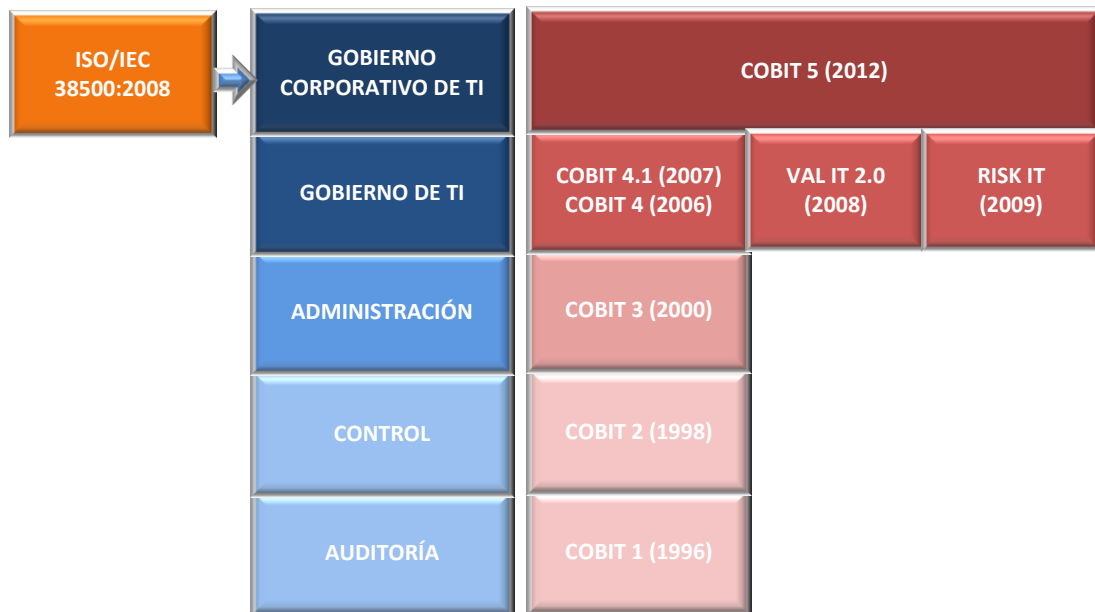 ISO/IEC
38500:2008
GOBIERNO
CORPORATIVO DE TI
COBIT 5 (2012)
GOBIERNO DE TI
COBIT 4.1 (2007)
COBIT 4 (2006)
VAL IT 2.0
(2008)
RISK IT
(2009)
ADMINISTRACIÓN
COBIT 3 (2000)
CONTROL
COBIT 2 (1998)
AUDITORÍA
COBIT 1 (1996)